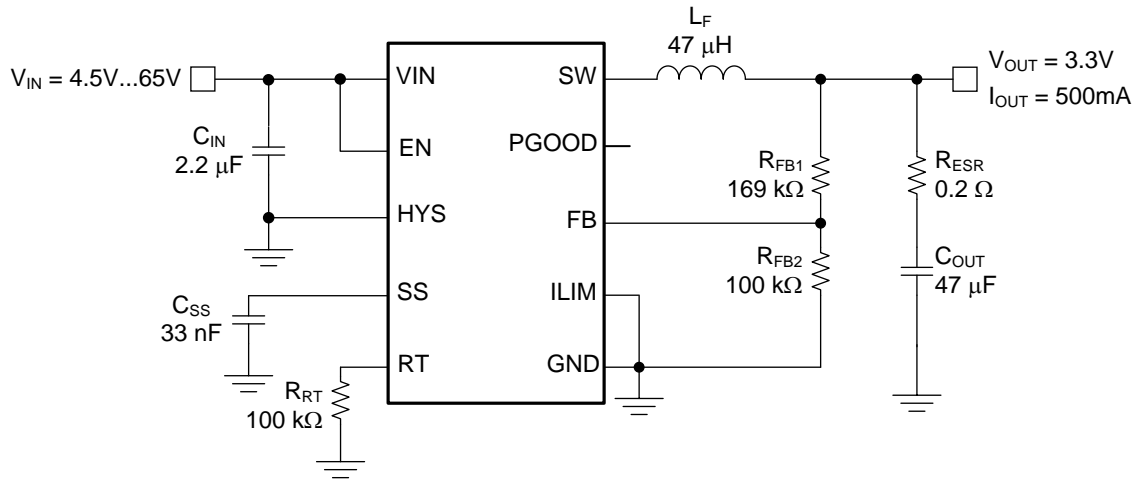 L_F
47 μH
V_IN = 4.5V...65V
VIN
SW
V_OUT = 3.3V
I_OUT = 500mA
C_IN
2.2 μF
EN
PGOOD
R_FB1
169 kΩ
R_ESR
0.2 Ω
HYS
FB
R_FB2
100 kΩ
C_OUT
47 μF
C_SS
33 nF
SS
ILIM
RT
GND
R_RT
100 kΩ